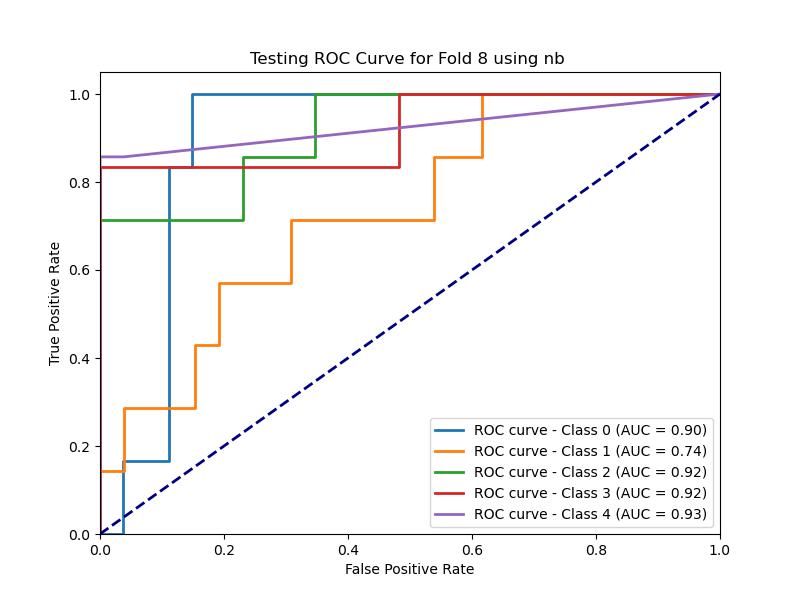 Testing ROC Curve for Fold 8 using nb
True Positive Rate
1.0
0.8
0.6
0.4
0.2
0.0
ROC curve - Class 0 (AUC = 0.90)
ROC curve - Class 1 (AUC = 0.74)
ROC curve - Class 2 (AUC = 0.92)
ROC curve - Class 3 (AUC = 0.92)
ROC curve - Class 4 (AUC = 0.93)
0.0 0.2 0.4 0.6 0.8 1.0
False Positive Rate